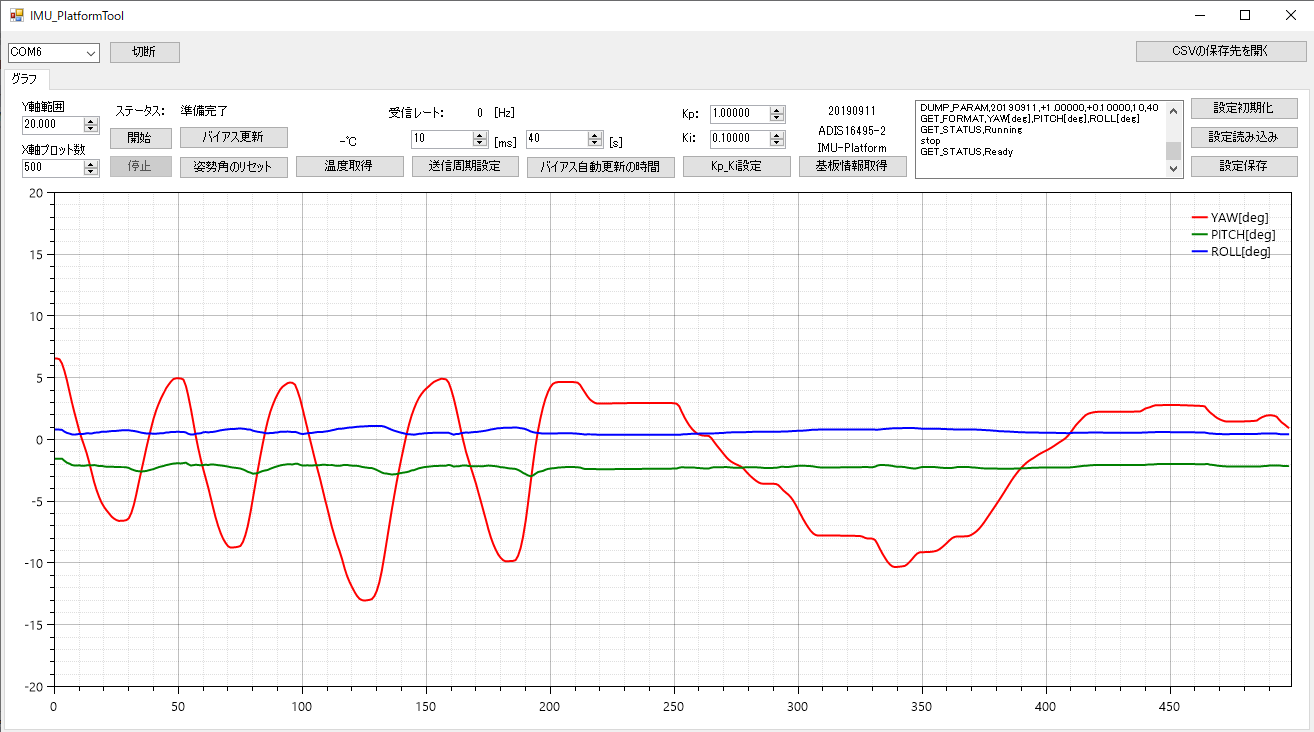 IMU_PlatformTool
COM6
切断
CSVの保存先を開く
グラフ
Y軸範囲
20.000
X軸プロット数
500
ステータス: 準備完了
開始
バイアス更新
停止
姿勢角のリセット
-℃
温度取得
受信レート: 0 [Hz]
10 [ms] 40 [s]
送信周期設定
バイアス自動更新の時間
Kp: 1.00000
Ki: 0.10000
Kp_Ki設定
20190911
ADIS16495-2
IMU-Platform
基板情報取得
DUMP_PARAM,20190911,+1.00000,+0.10000,10,40
GET_FORMAT,YAW[deg],PITCH[deg],ROLL[deg]
GET_STATUS,Running
stop
GET_STATUS,Ready
設定初期化
設定読み込み
設定保存
20
15
10
5
0
-5
-10
-15
-20
YAW[deg]
PITCH[deg]
ROLL[deg]
0 50 100 150 200 250 300 350 400 450